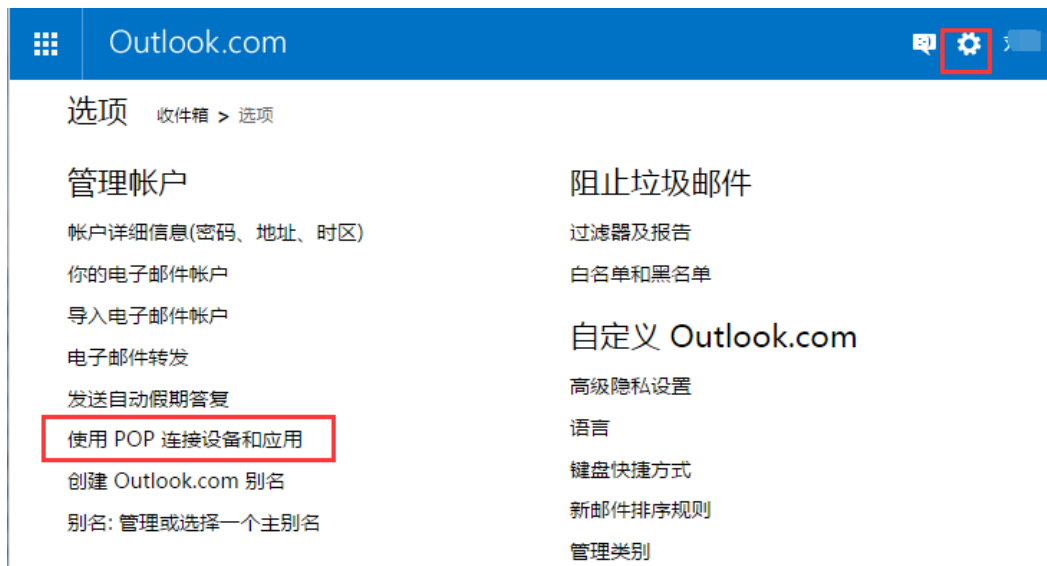 Outlook.com
选项 收件箱 > 选项
管理帐户
帐户详细信息(密码、地址、时区)
你的电子邮件帐户
导入电子邮件帐户
电子邮件转发
发送自动假期答复
使用 POP 连接设备和应用
创建 Outlook.com 别名
别名: 管理或选择一个主别名
阻止垃圾邮件
过滤器及报告
白名单和黑名单
自定义 Outlook.com
高级隐私设置
语言
键盘快捷方式
新邮件排序规则
管理类别